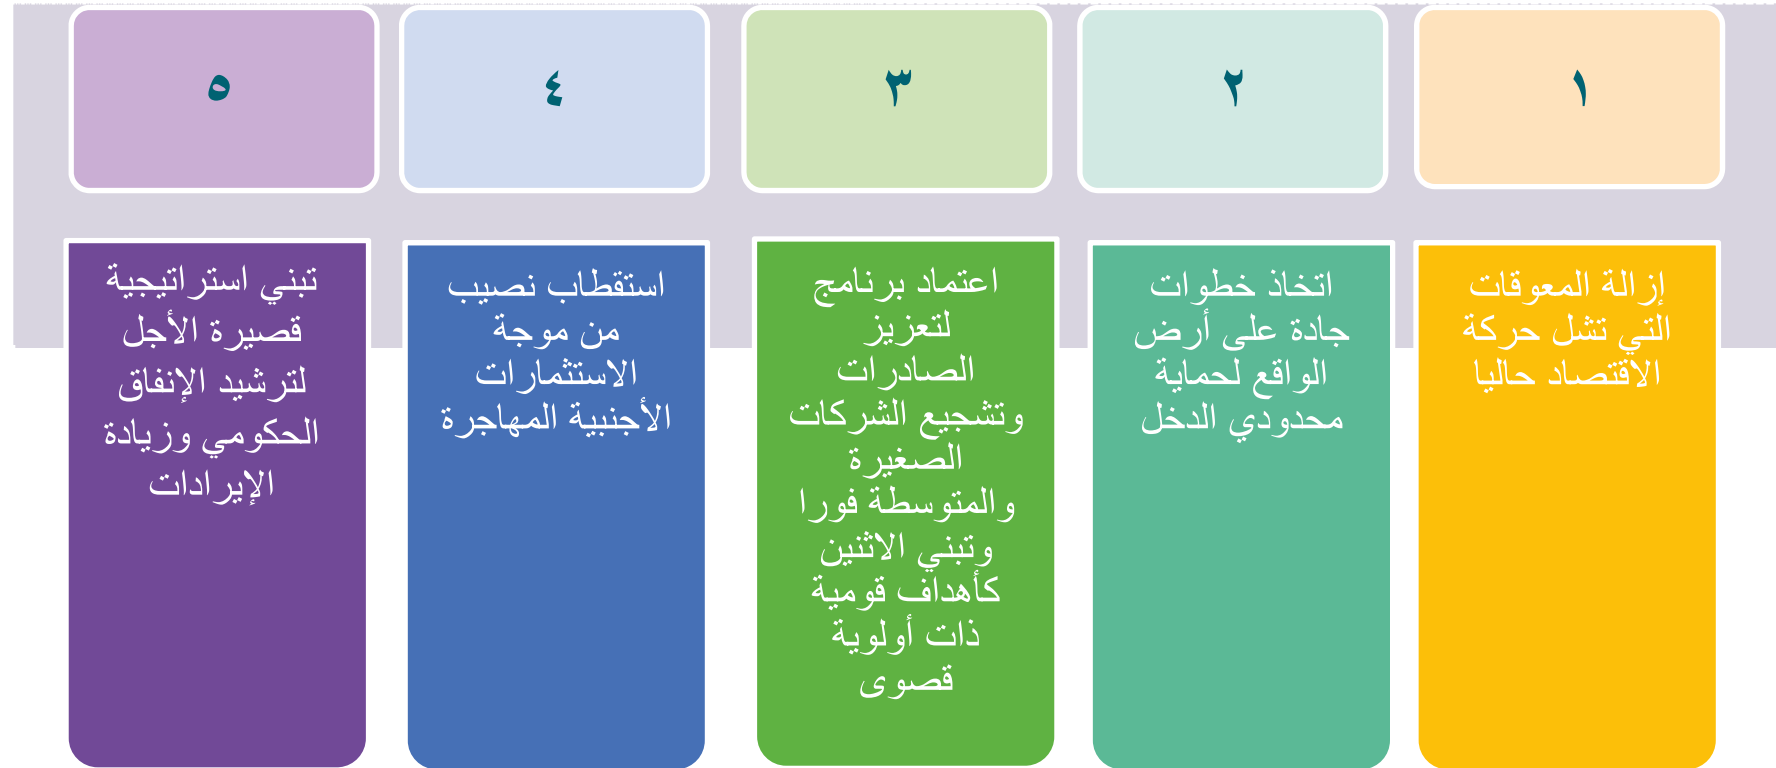 ١
إزالة المعوقات
التي تشل حركة
الاقتصاد حاليا
٢
اتخاذ خطوات
جادة على أرض
الواقع لحماية
محدودي الدخل
٣
اعتماد برنامج
لتعزيز
الصادرات
وتشجيع الشركات
الصغيرة
والمتوسطة فورا
وتبني الاثنين
كأهداف قومية
ذات أولوية
قصوى
٤
استقطاب نصيب
من موجة
الاستثمارات
الأجنبية المهاجرة
٥
تبني استراتيجية
قصيرة الأجل
لترشيد الإنفاق
الحكومي وزيادة
الإيرادات